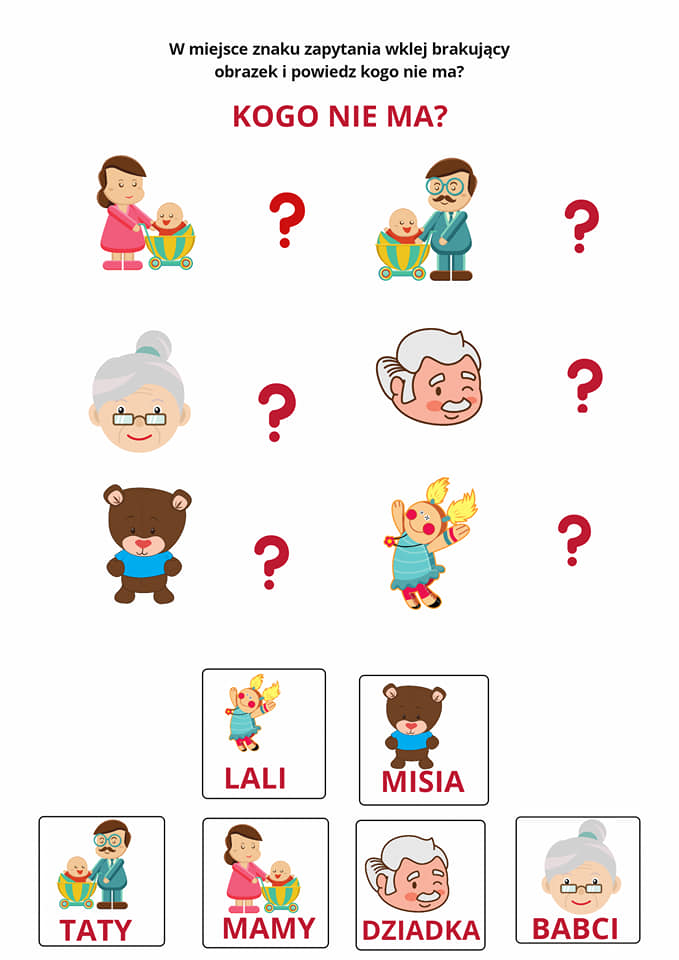 W miejsce znaku zapytania wklej brakujący
obrazek i powiedz kogo nie ma?
KOGO NIE MA?
? ?
? ?
? ?
LALI MISIA
TATY MAMY DZIADKA BABCI